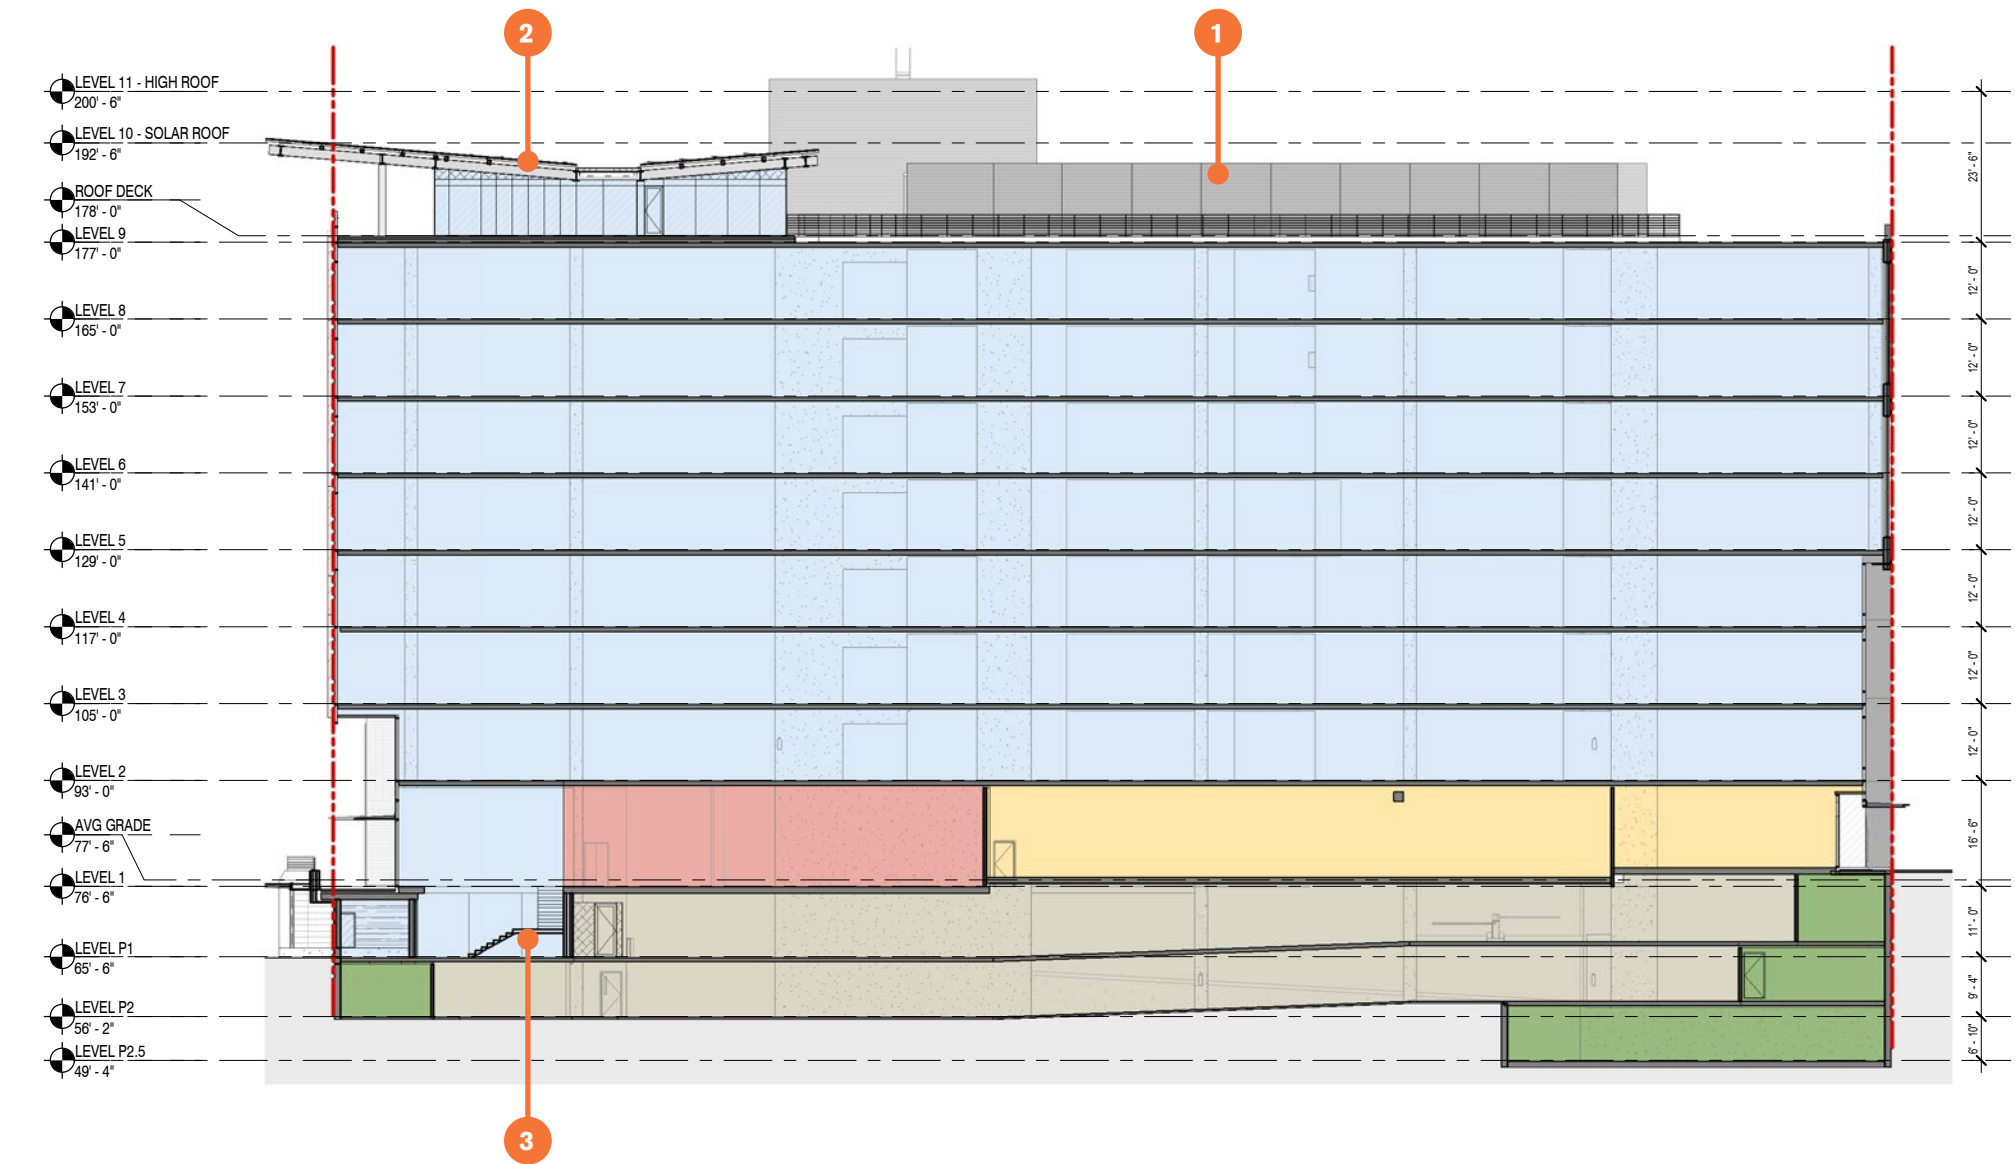 2
1
LEVEL 11 - HIGH ROOF
200' - 6"
LEVEL 10 - SOLAR ROOF
192' - 6"
ROOF DECK
178' - 0"
LEVEL 9
177' - 0"
LEVEL 8
165' - 0"
LEVEL 7
153' - 0"
LEVEL 6
141' - 0"
LEVEL 5
129' - 0"
LEVEL 4
117' - 0"
LEVEL 3
105' - 0"
LEVEL 2
93' - 0"
AVG GRADE
77' - 6"
LEVEL 1
76' - 6"
LEVEL P1
65' - 6"
LEVEL P2
56' - 2"
LEVEL P2.5
49' - 4"
23' - 6"
12' - 0"
12' - 0"
12' - 0"
12' - 0"
12' - 0"
12' - 0"
12' - 0"
16' - 6"
11' - 0"
9' - 4"
6' - 10"
3